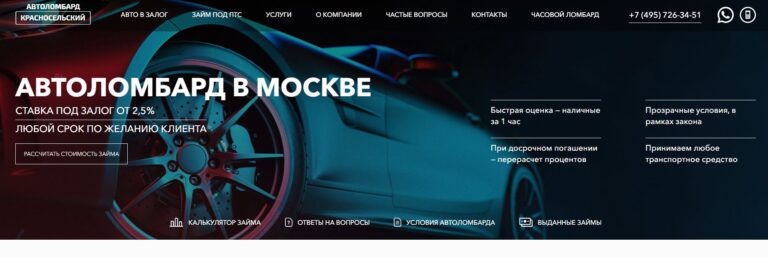 АВТОЛОМБАРД
КРАСНОСЕЛЬСКИЙ
АВТО В ЗАЛОГ
ЗАЙМ ПОД ПТС
УСЛУГИ
О КОМПАНИИ
ЧАСТЫЕ ВОПРОСЫ
КОНТАКТЫ
ЧАСОВОЙ ЛОМБАРД
+7 (495) 726-34-51
АВТОЛОМБАРД В МОСКВЕ
СТАВКА ПОД ЗАЛОГ ОТ 2,5%
ЛЮБОЙ СРОК ПО ЖЕЛАНИЮ КЛИЕНТА
РАССЧИТАТЬ СТОИМОСТЬ ЗАЙМА
Быстрая оценка – наличные
за 1 час
Прозрачные условия, в
рамках закона
При досрочном погашении
– перерасчет процентов
Принимаем любое
транспортное средство
КАЛЬКУЛЯТОР ЗАЙМА
ОТВЕТЫ НА ВОПРОСЫ
УСЛОВИЯ АВТОЛОМБАРДА
ВЫДАННЫЕ ЗАЙМЫ